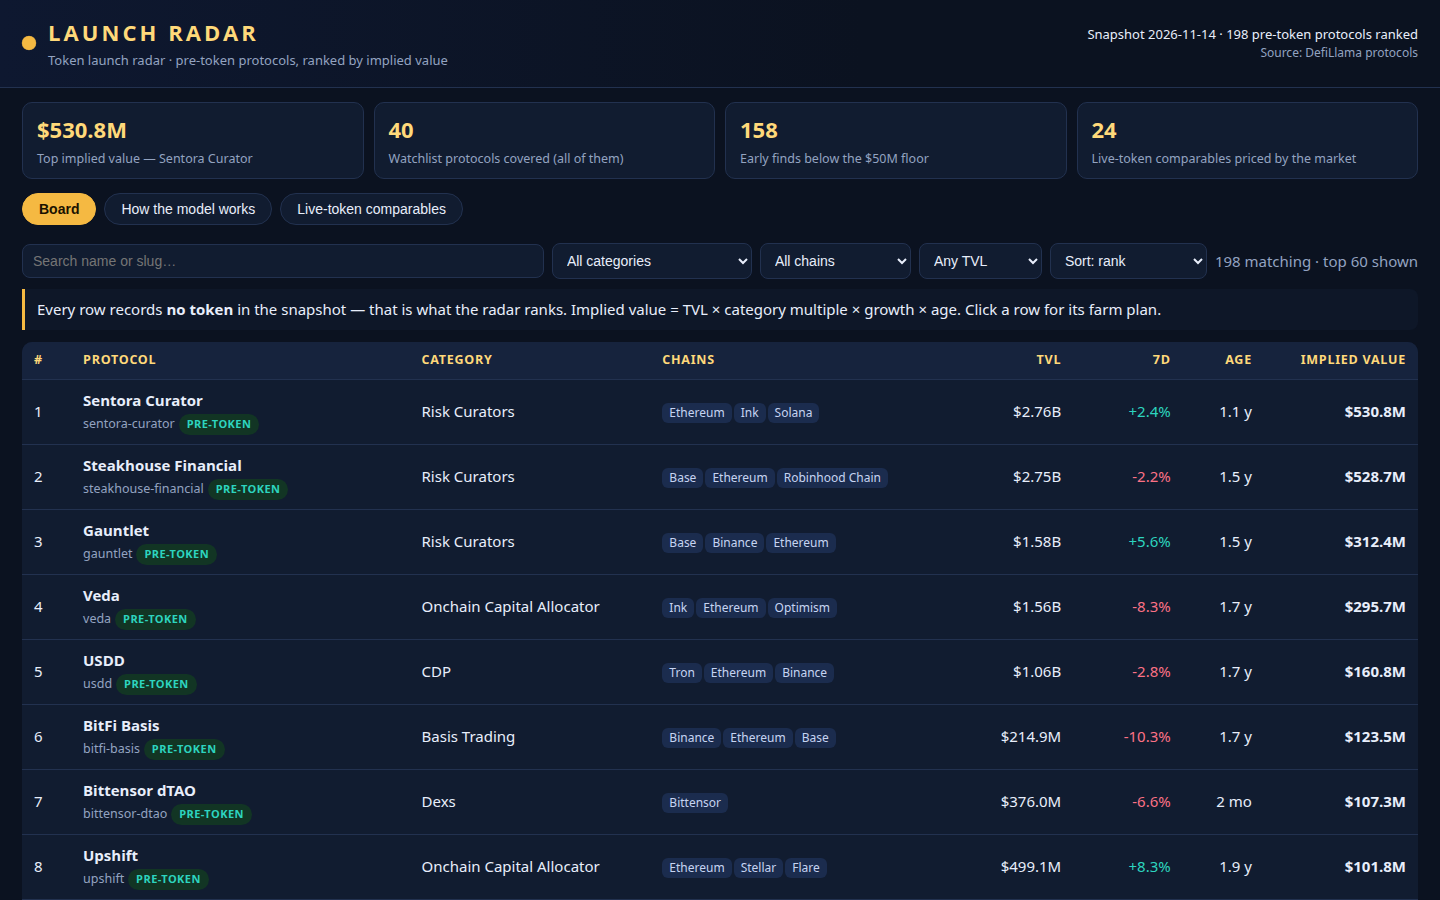 LAUNCH RADAR
Token launch radar · pre-token protocols, ranked by implied value
Snapshot 2026-11-14 · 198 pre-token protocols ranked
Source: DefiLlama protocols
$530.8M
Top implied value — Sentora Curator
40
Watchlist protocols covered (all of them)
158
Early finds below the $50M floor
24
Live-token comparables priced by the market
Board How the model works Live-token comparables
Search name or slug… All categories All chains Any TVL Sort: rank 198 matching · top 60 shown
Every row records no token in the snapshot — that is what the radar ranks. Implied value = TVL × category multiple × growth × age. Click a row for its farm plan.
# PROTOCOL CATEGORY CHAINS TVL 7D AGE IMPLIED VALUE
1 Sentora Curator Risk Curators Ethereum Ink Solana $2.76B +2.4% 1.1 y $530.8M
sentora-curator PRE-TOKEN
2 Steakhouse Financial Risk Curators Base Ethereum Robinhood Chain $2.75B -2.2% 1.5 y $528.7M
steakhouse-financial PRE-TOKEN
3 Gauntlet Risk Curators Base Binance Ethereum $1.58B +5.6% 1.5 y $312.4M
gauntlet PRE-TOKEN
4 Veda Onchain Capital Allocator Ink Ethereum Optimism $1.56B -8.3% 1.7 y $295.7M
veda PRE-TOKEN
5 USDD CDP Tron Ethereum Binance $1.06B -2.8% 1.7 y $160.8M
usdd PRE-TOKEN
6 BitFi Basis Basis Trading Binance Ethereum Base $214.9M -10.3% 1.7 y $123.5M
bitfi-basis PRE-TOKEN
7 Bittensor dTAO Dexs Bittensor $376.0M -6.6% 2 mo $107.3M
bittensor-dtao PRE-TOKEN
8 Upshift Onchain Capital Allocator Ethereum Stellar Flare $499.1M +8.3% 1.9 y $101.8M
upshift PRE-TOKEN